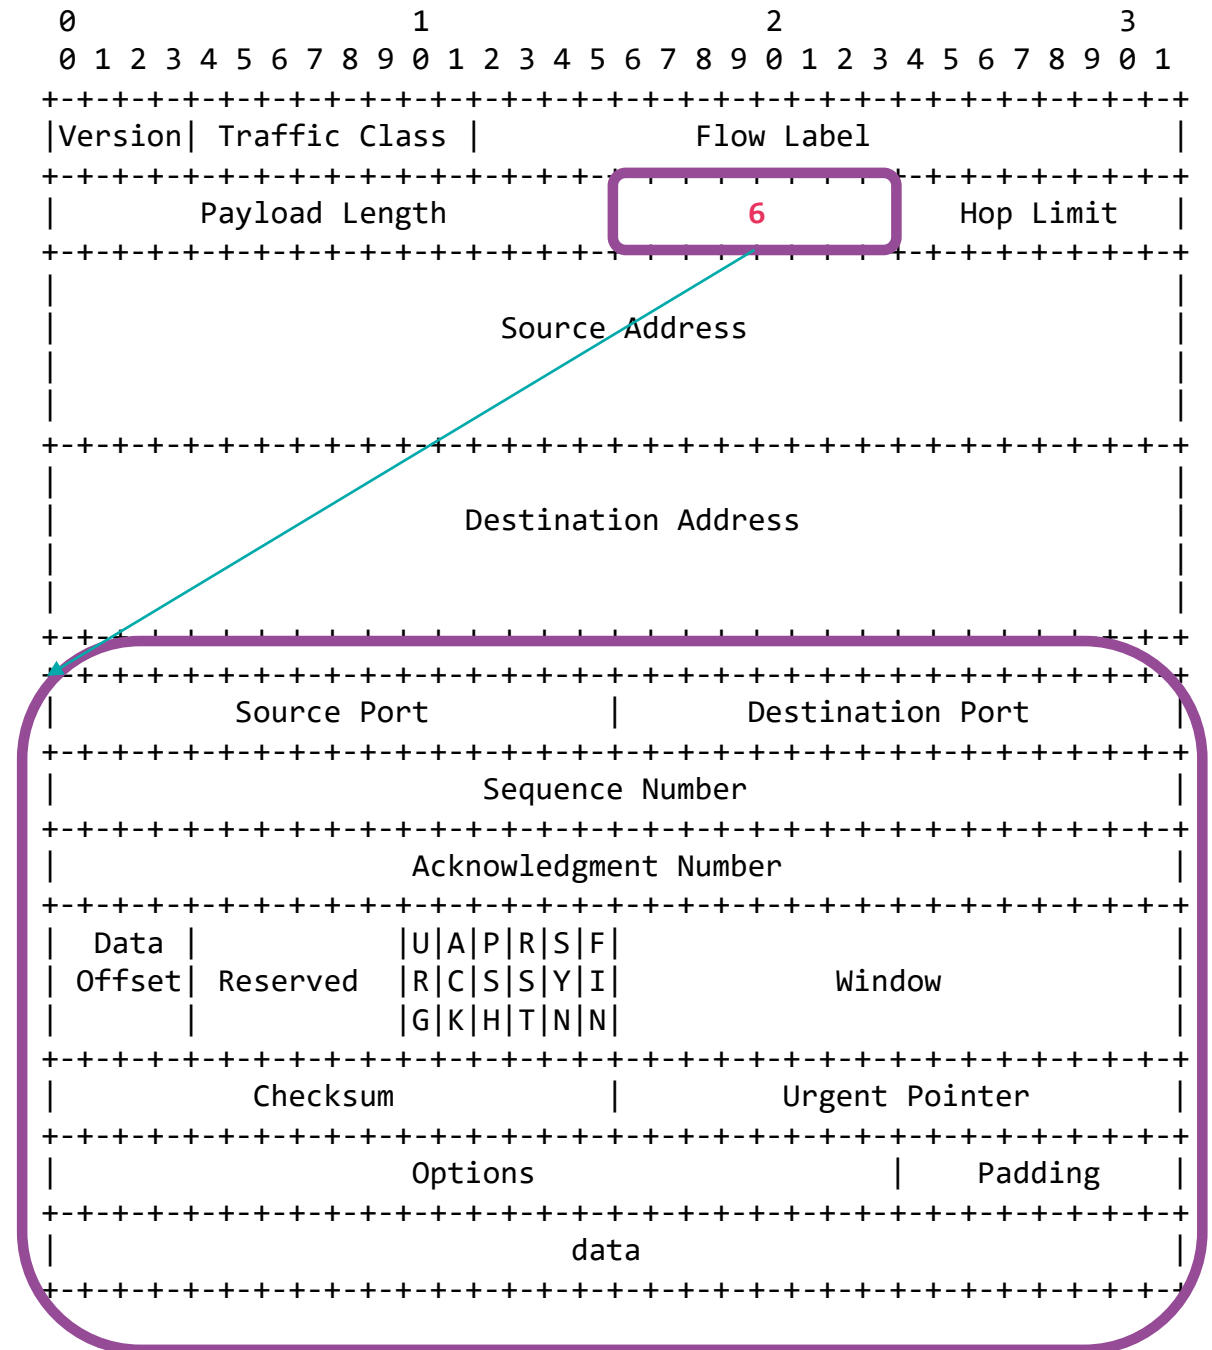 0                   1                   2                   3
0 1 2 3 4 5 6 7 8 9 0 1 2 3 4 5 6 7 8 9 0 1 2 3 4 5 6 7 8 9 0 1
+-+-+-+-+-+-+-+-+-+-+-+-+-+-+-+-+-+-+-+-+-+-+-+-+-+-+-+-+-+-+-+-+
|Version| Traffic Class |            Flow Label                 |
+-+-+-+-+-+-+-+-+-+-+-+-+-+-+-+-+-+-+-+-+-+-+-+-+-+-+-+-+-+-+-+-+
|        Payload Length                 6           Hop Limit   |
+-+-+-+-+-+-+-+-+-+-+-+-+-+-+-+-+-+-+-+-+-+-+-+-+-+-+-+-+-+-+-+-+
|                                                               |
|                         Source Address                        |
|                                                               |
|                                                               |
+-+-+-+-+-+-+-+-+-+-+-+-+-+-+-+-+-+-+-+-+-+-+-+-+-+-+-+-+-+-+-+-+
|                                                               |
|                       Destination Address                     |
|                                                               |
|                                                               |
+-+-+-+-+-+-+-+-+-+-+-+-+-+-+-+-+-+-+-+-+-+-+-+-+-+-+-+-+-+-+-+-+
+-+-+-+-+-+-+-+-+-+-+-+-+-+-+-+-+-+-+-+-+-+-+-+-+-+-+-+-+-+-+-+-+
|          Source Port          |       Destination Port        |
+-+-+-+-+-+-+-+-+-+-+-+-+-+-+-+-+-+-+-+-+-+-+-+-+-+-+-+-+-+-+-+-+
|                        Sequence Number                        |
+-+-+-+-+-+-+-+-+-+-+-+-+-+-+-+-+-+-+-+-+-+-+-+-+-+-+-+-+-+-+-+-+
|                    Acknowledgment Number                      |
+-+-+-+-+-+-+-+-+-+-+-+-+-+-+-+-+-+-+-+-+-+-+-+-+-+-+-+-+-+-+-+-+
|  Data |           |U|A|P|R|S|F|                               |
| Offset| Reserved  |R|C|S|S|Y|I|            Window             |
|       |           |G|K|H|T|N|N|                               |
+-+-+-+-+-+-+-+-+-+-+-+-+-+-+-+-+-+-+-+-+-+-+-+-+-+-+-+-+-+-+-+-+
|           Checksum            |         Urgent Pointer        |
+-+-+-+-+-+-+-+-+-+-+-+-+-+-+-+-+-+-+-+-+-+-+-+-+-+-+-+-+-+-+-+-+
|                    Options                    |    Padding    |
+-+-+-+-+-+-+-+-+-+-+-+-+-+-+-+-+-+-+-+-+-+-+-+-+-+-+-+-+-+-+-+-+
|                             data                              |
+-+-+-+-+-+-+-+-+-+-+-+-+-+-+-+-+-+-+-+-+-+-+-+-+-+-+-+-+-+-+-+-+